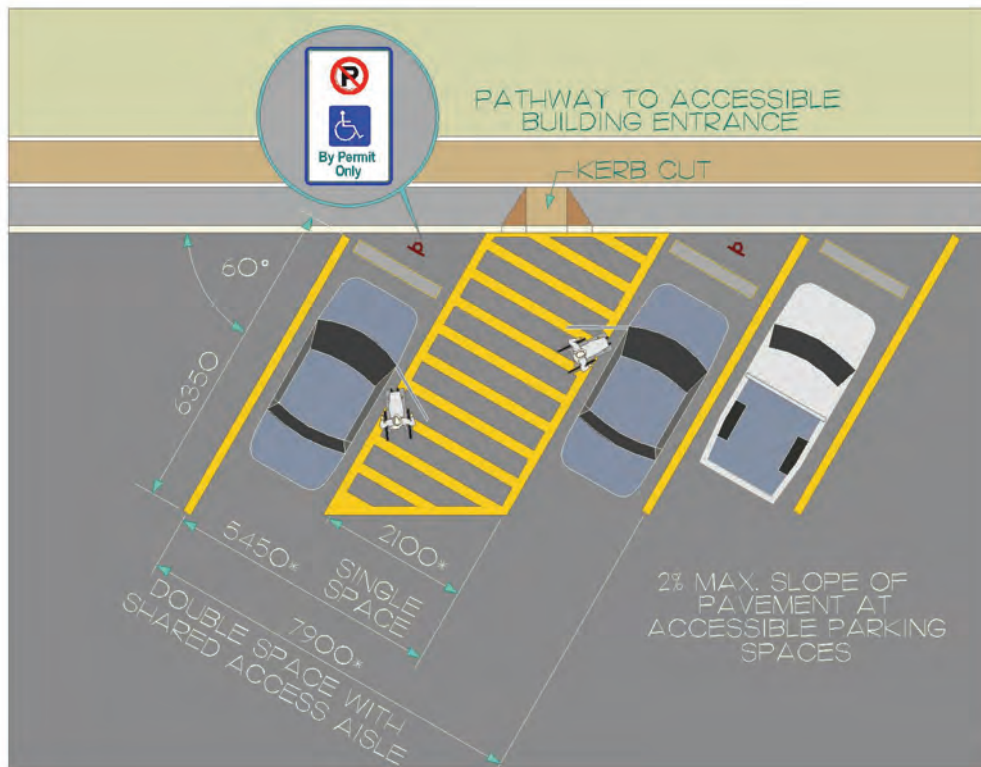 P
By Permit
Only
PATHWAY TO ACCESSIBLE
BUILDING ENTRANCE
KERB CUT
60°
6350
5450*
2100*
SINGLE
SPACE
7900*
DOUBLE SPACE WITH
SHARED ACCESS AISLE
2% MAX. SLOPE OF
PAVEMENT AT
ACCESSIBLE PARKING
SPACES